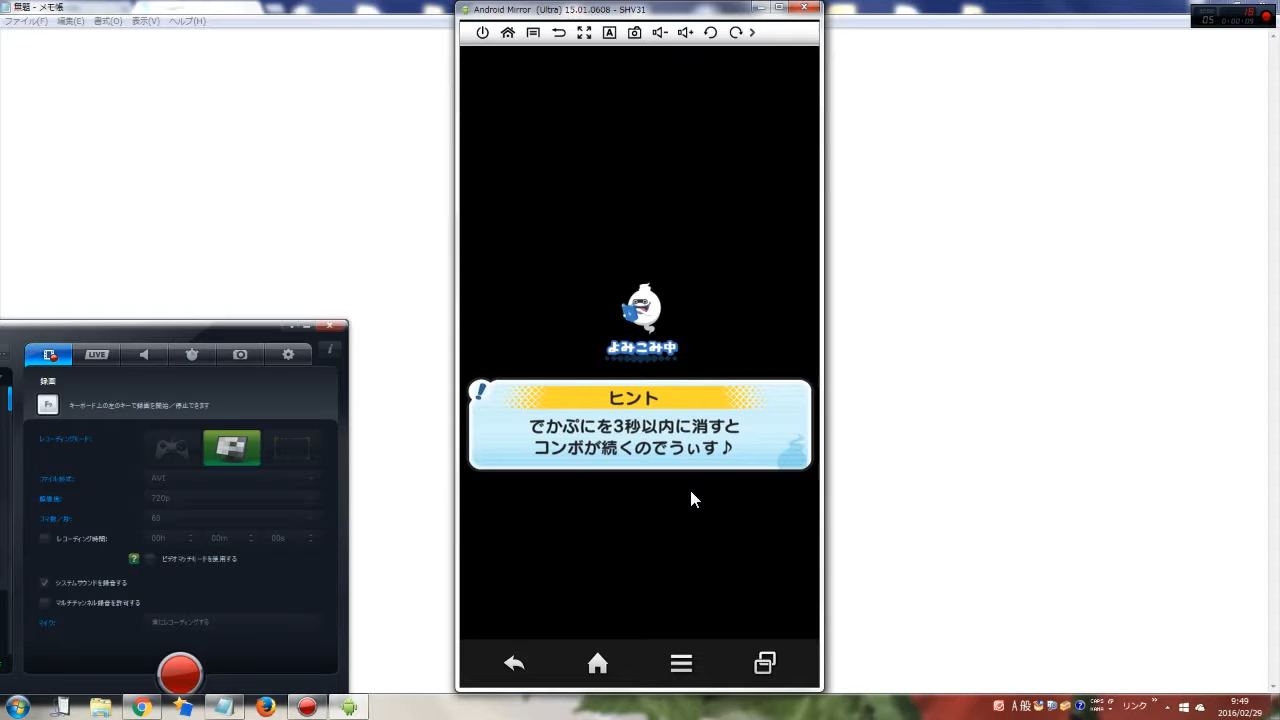 無題 - メモ帳
ファイル(F) 編集(E) 書式(O) 表示(V) ヘルプ(H)
Android Mirror (Ultra) 15.01.0608 - SHV31
A
18
05 0:00:09
よみこみ中
ヒント
でかぷにを3秒以内に消すと
コンボが続くのでうぃす♪
LIVE
録画
キーボード上の左のキーで録画を開始/停止できます
レコーディングモード:
ファイル形式: AVI
720p
コマ数/秒: 60
レコーディング時間: 00h 00m 00s
? ビデオマッチモードを使用する
システムサウンドを録音する
マルチチャンネル録音を許可する
マイク:
A 般
リンク
9:49
2016/02/29